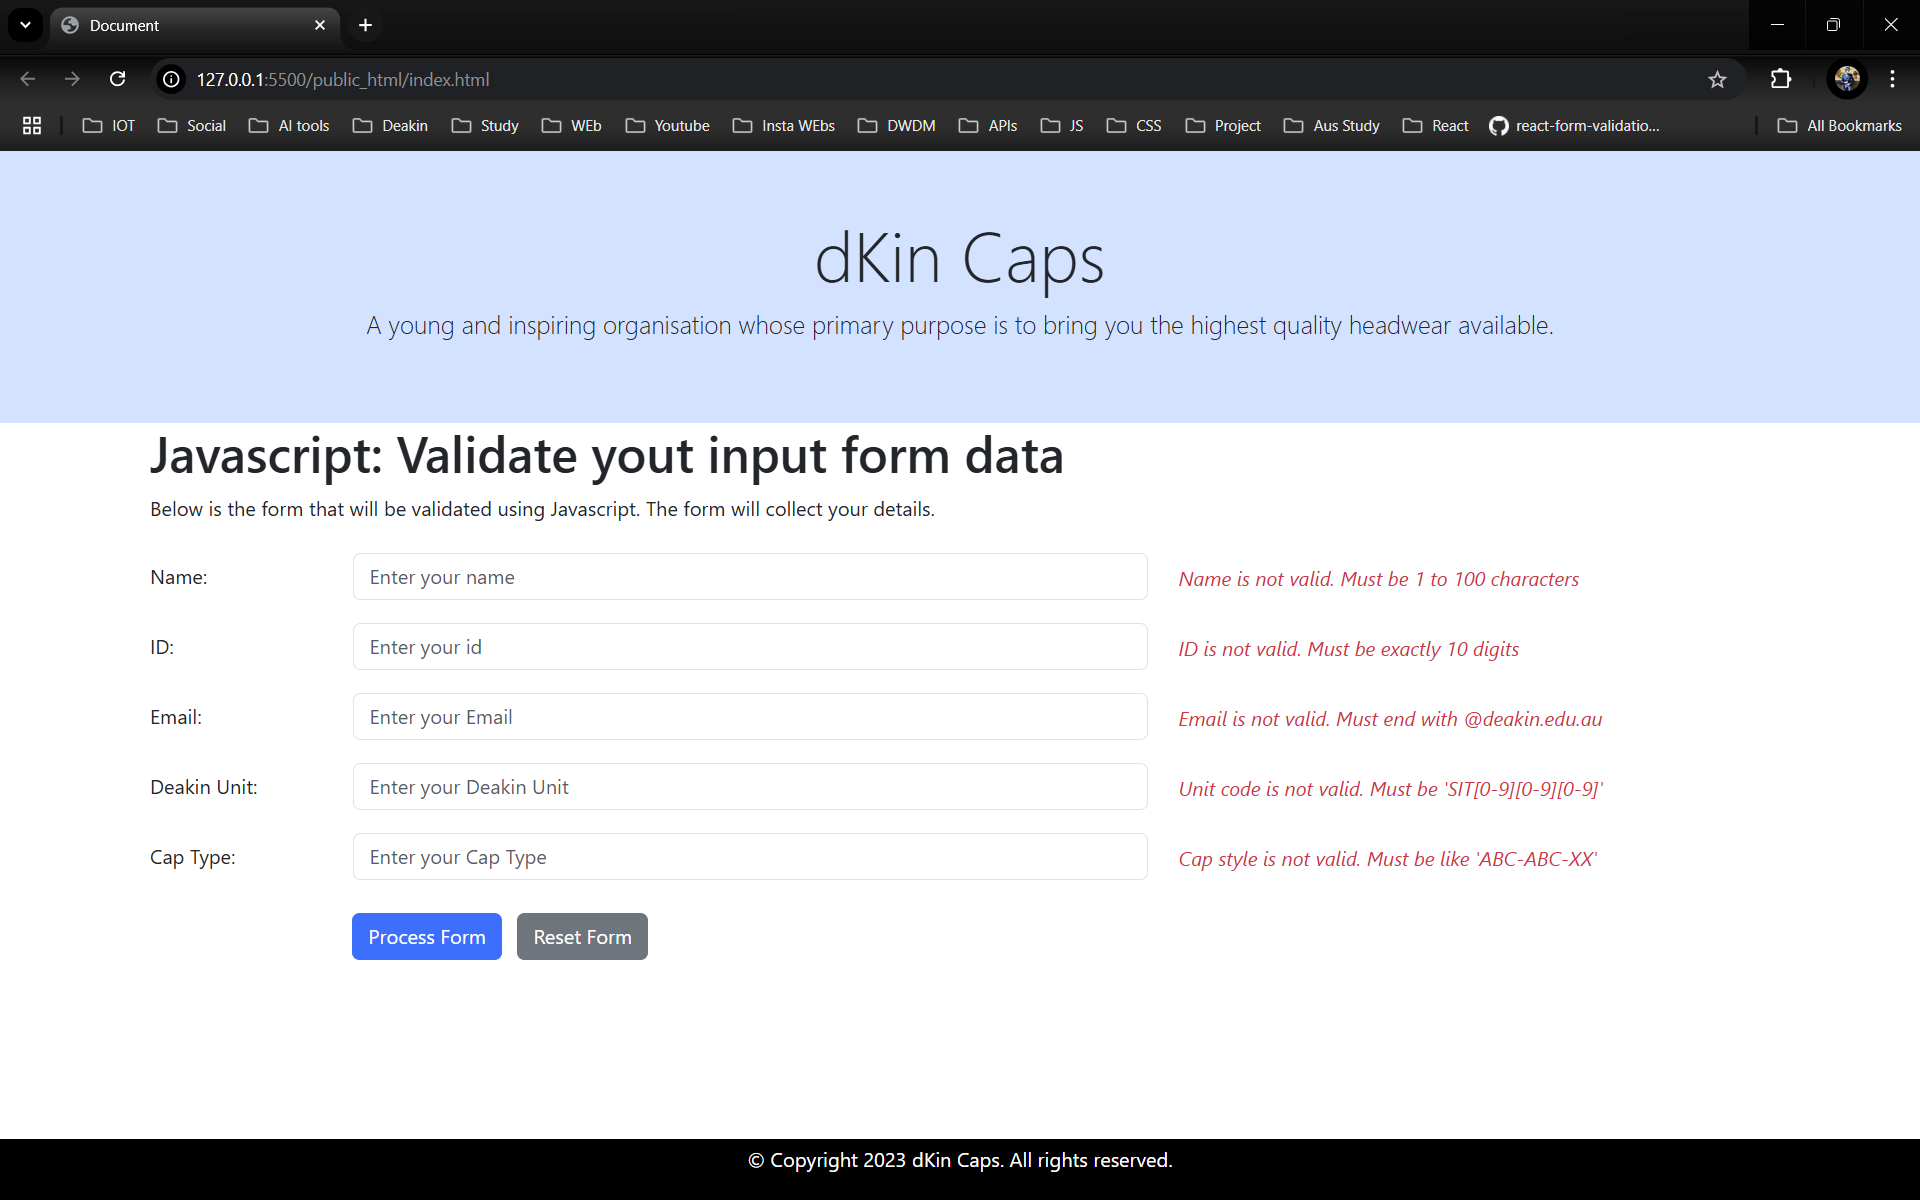 Document
127.0.0.1:5500/public_html/index.html
IOT Social AI tools Deakin Study WEb Youtube Insta WEbs DWDM APIs JS CSS Project Aus Study React react-form-validatio... All Bookmarks
dKin Caps
A young and inspiring organisation whose primary purpose is to bring you the highest quality headwear available.
Javascript: Validate yout input form data
Below is the form that will be validated using Javascript. The form will collect your details.
Name: Enter your name Name is not valid. Must be 1 to 100 characters
ID: Enter your id ID is not valid. Must be exactly 10 digits
Email: Enter your Email Email is not valid. Must end with @deakin.edu.au
Deakin Unit: Enter your Deakin Unit Unit code is not valid. Must be 'SIT[0-9][0-9][0-9]'
Cap Type: Enter your Cap Type Cap style is not valid. Must be like 'ABC-ABC-XX'
Process Form Reset Form
© Copyright 2023 dKin Caps. All rights reserved.